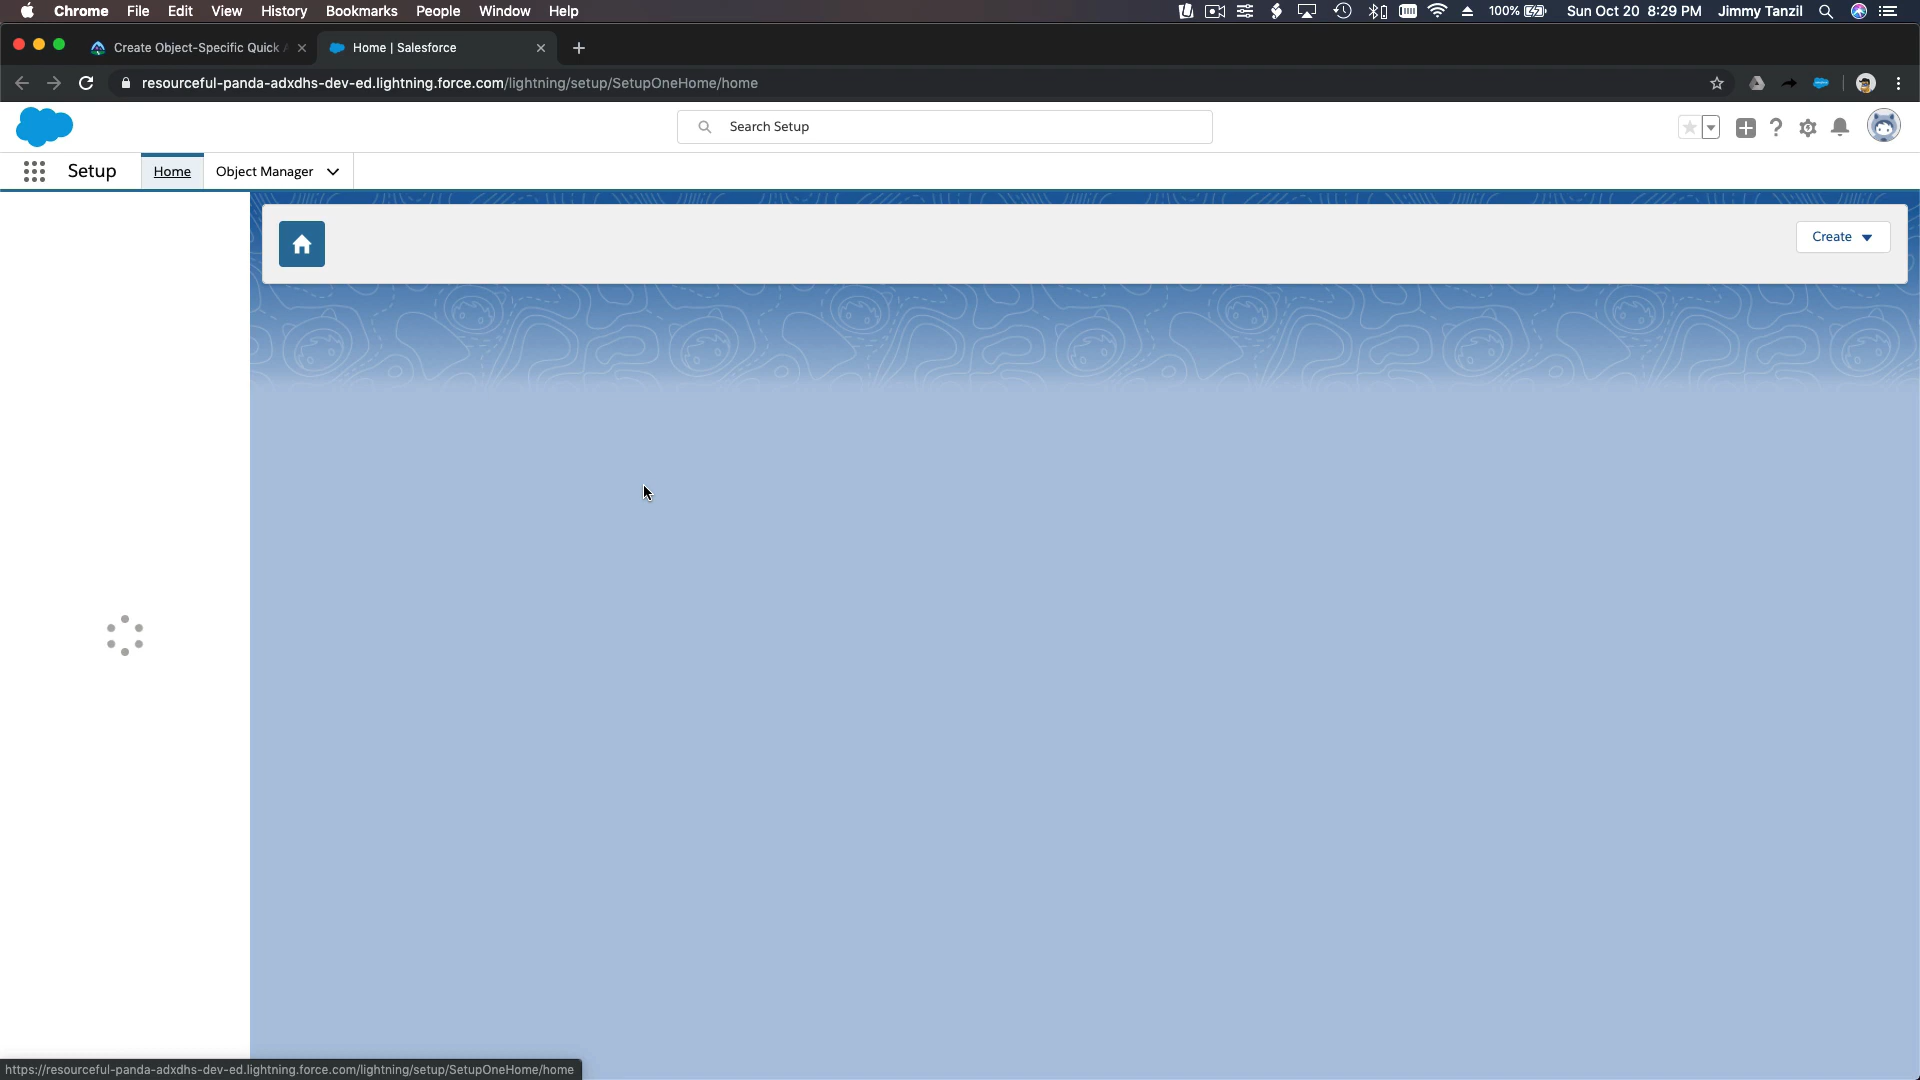 Chrome File Edit View History Bookmarks People Window Help 100% Sun Oct 20 8:29 PM Jimmy Tanzil
Create Object-Specific Quick A Home | Salesforce
resourceful-panda-adxdhs-dev-ed.lightning.force.com/lightning/setup/SetupOneHome/home
Search Setup
Setup Home Object Manager
Create
https://resourceful-panda-adxdhs-dev-ed.lightning.force.com/lightning/setup/SetupOneHome/home